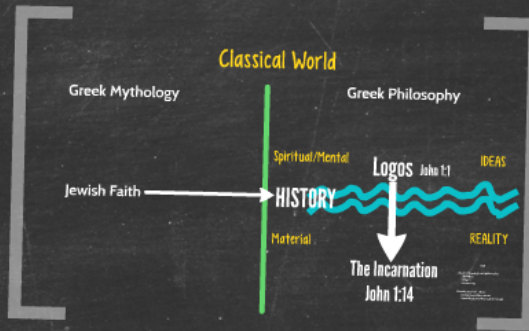 Classical World
Greek Mythology
Greek Philosophy
Spiritual/Mental
Logos John 1:1
IDEAS
Jewish Faith
HISTORY
Material
REALITY
The Incarnation
John 1:14